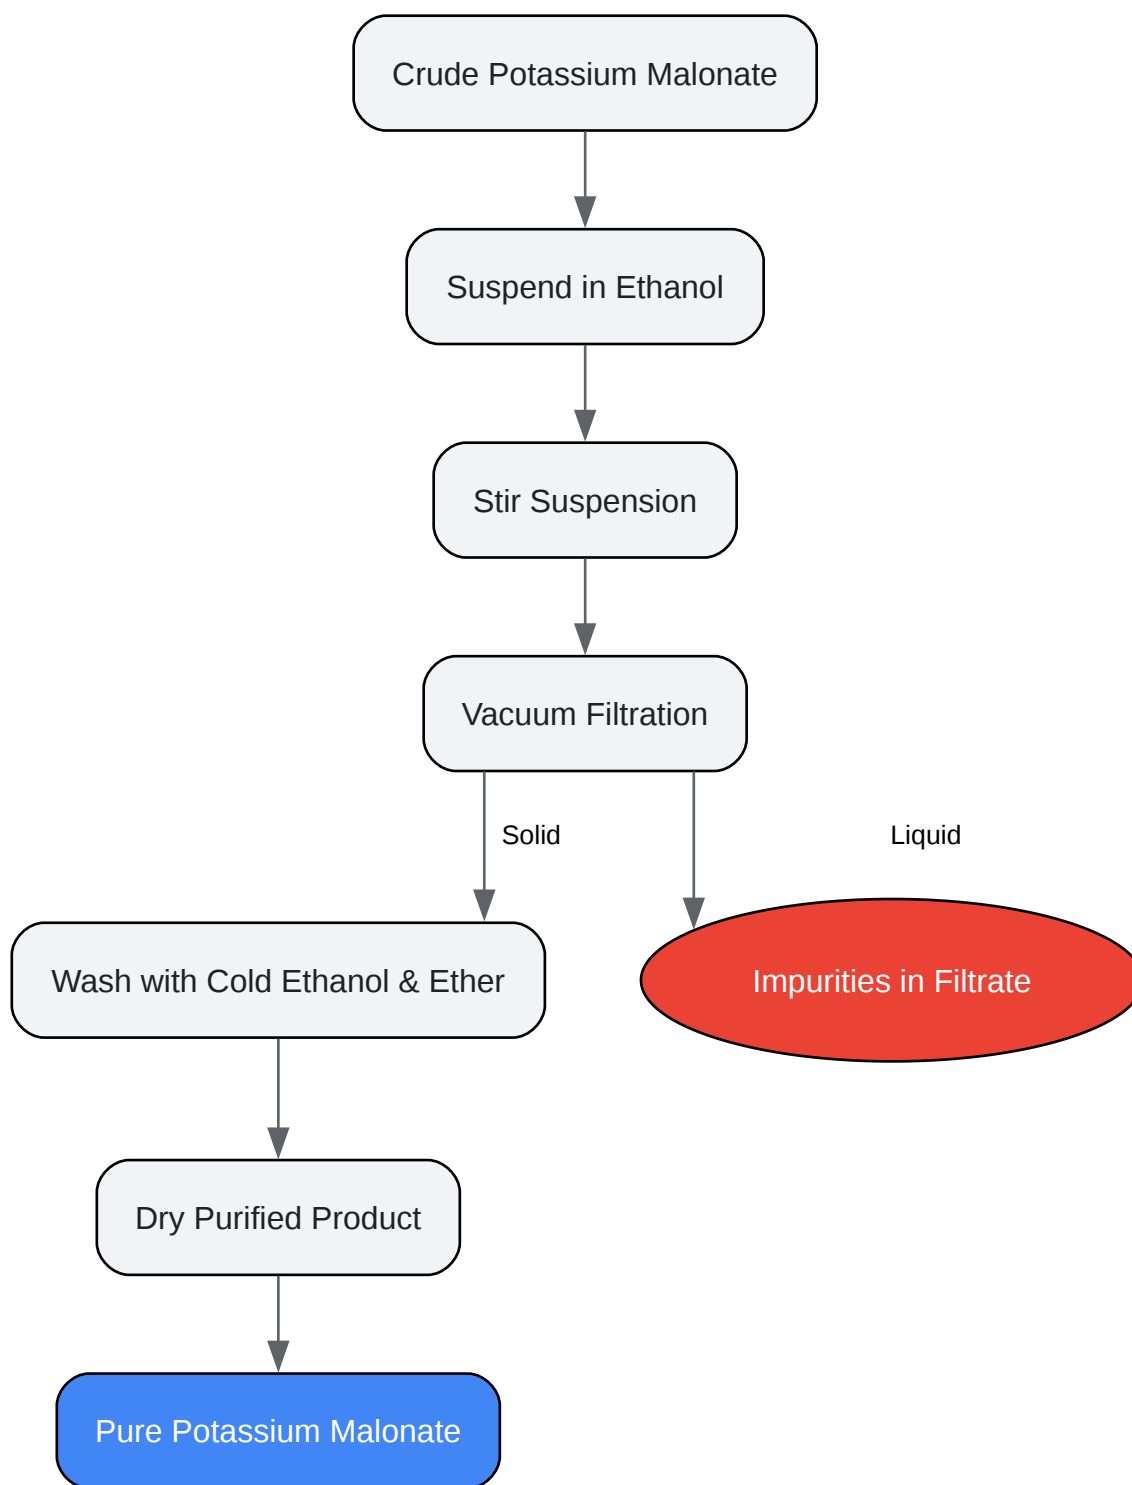 Crude Potassium Malonate
Suspend in Ethanol
Stir Suspension
Vacuum Filtration
Solid
Liquid
Wash with Cold Ethanol & Ether
Impurities in Filtrate
Dry Purified Product
Pure Potassium Malonate